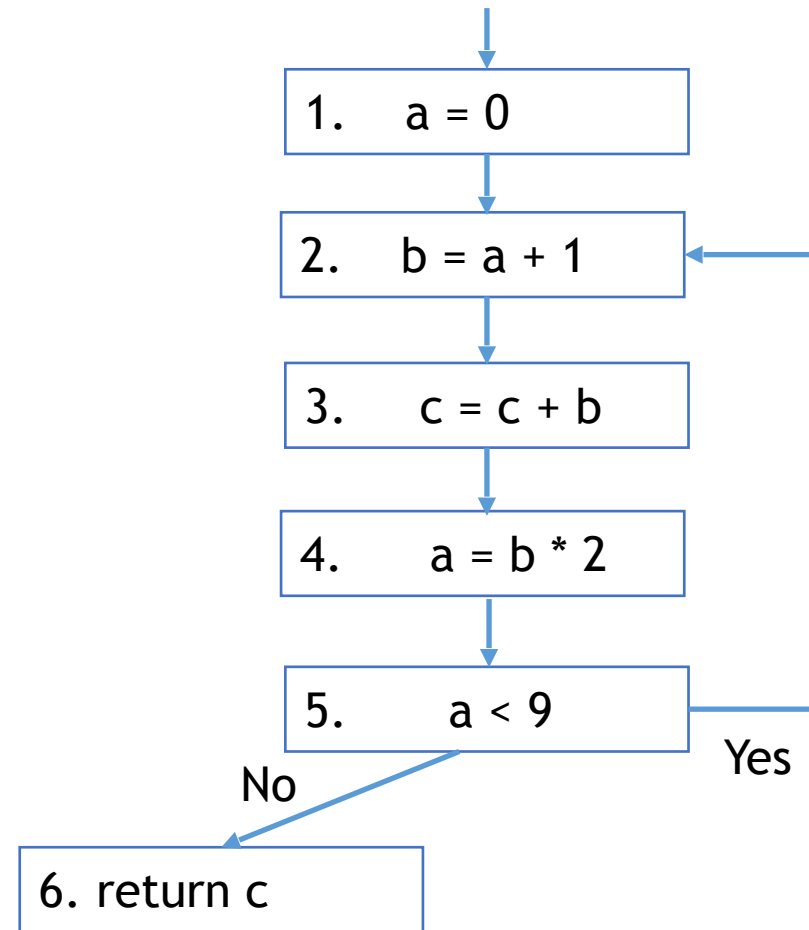 1. a = 0
2. b = a + 1
3. c = c + b
4. a = b * 2
5. a < 9
Yes
No
6. return c